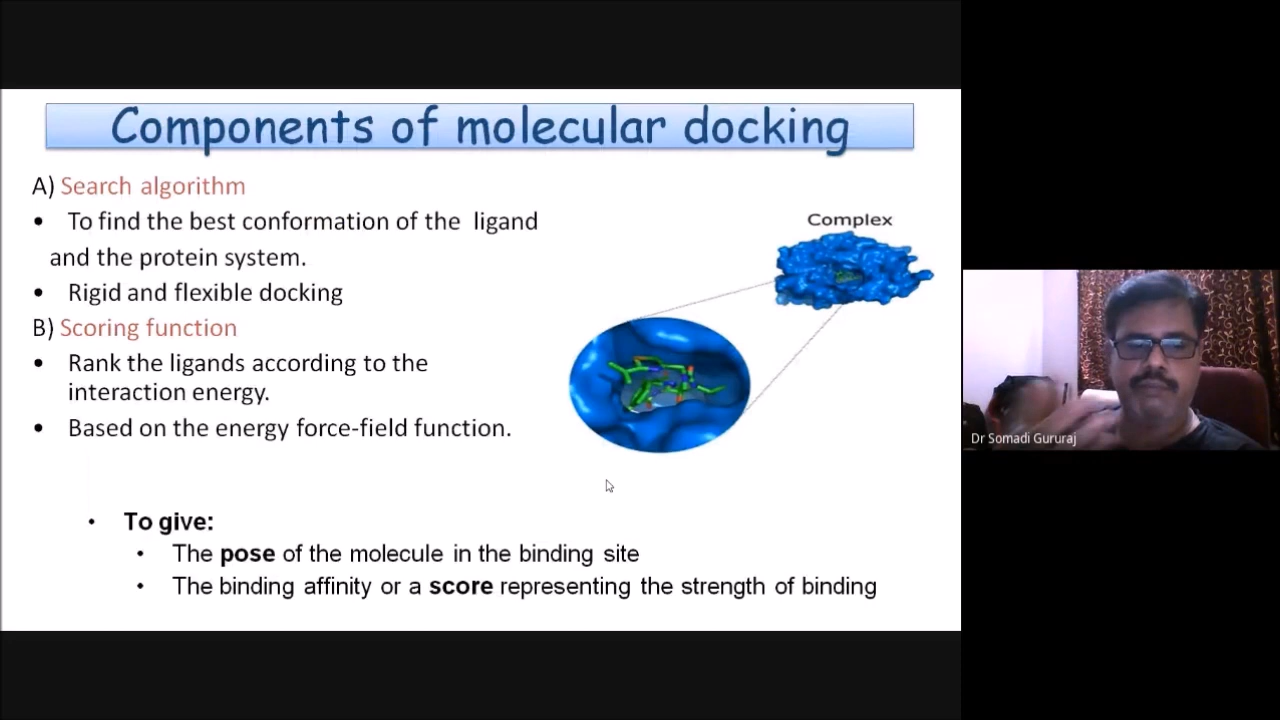 Components of molecular docking
A) Search algorithm
• To find the best conformation of the ligand
and the protein system.
• Rigid and flexible docking
B) Scoring function
• Rank the ligands according to the
interaction energy.
• Based on the energy force-field function.
Complex
• To give:
• The pose of the molecule in the binding site
• The binding affinity or a score representing the strength of binding
Dr Somadi Gururaj